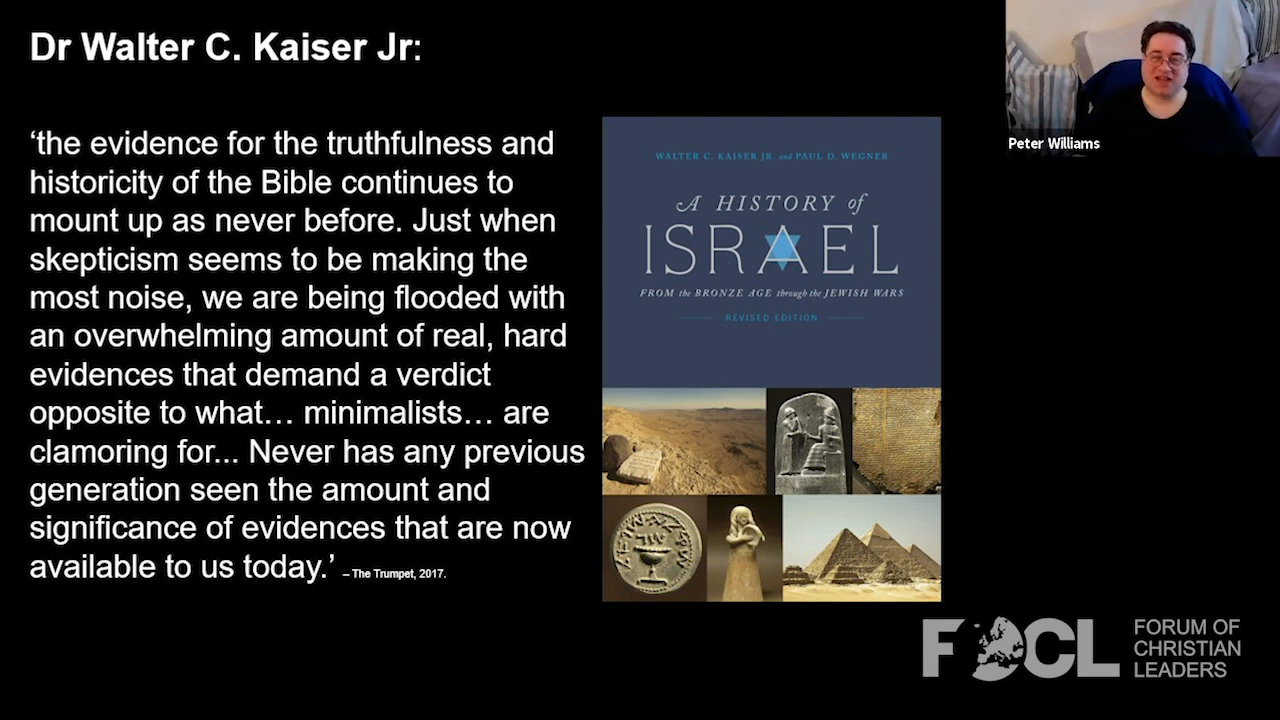 Dr Walter C. Kaiser Jr:
‘the evidence for the truthfulness and
historicity of the Bible continues to
mount up as never before. Just when
skepticism seems to be making the
most noise, we are being flooded with
an overwhelming amount of real, hard
evidences that demand a verdict
opposite to what… minimalists… are
clamoring for... Never has any previous
generation seen the amount and
significance of evidences that are now
available to us today.’ – The Trumpet, 2017.
WALTER C. KAISER JR. and PAUL D. WEGNER
A HISTORY of
ISRAEL
FROM the BRONZE AGE through the JEWISH WARS
REVISED EDITION
Peter Williams
FOCL
FORUM OF
CHRISTIAN
LEADERS